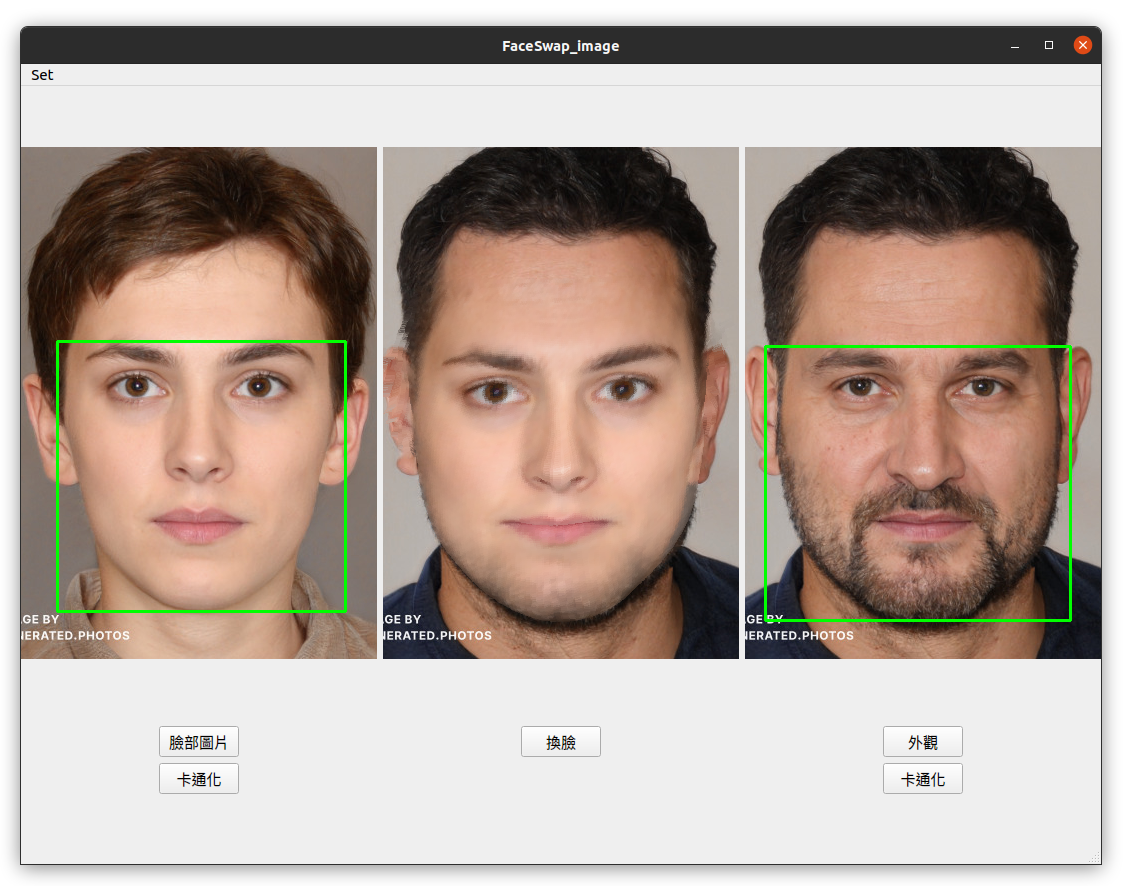 FaceSwap_image
Set
GE BY
NERATED.PHOTOS
GE BY
NERATED.PHOTOS
GE BY
NERATED.PHOTOS
臉部圖片
換臉
外觀
卡通化
卡通化